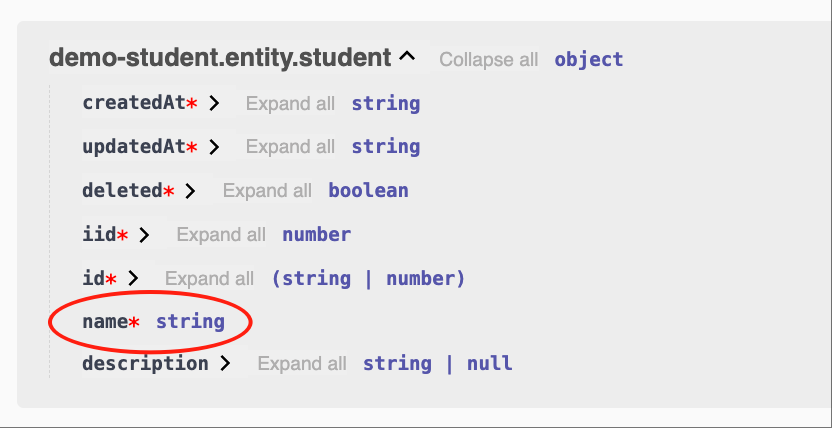 demo-student.entity.student Collapse all object
createdAt* Expand all string
updatedAt* Expand all string
deleted* Expand all boolean
iid* Expand all number
id* Expand all (string | number)
name* string
description Expand all string | null